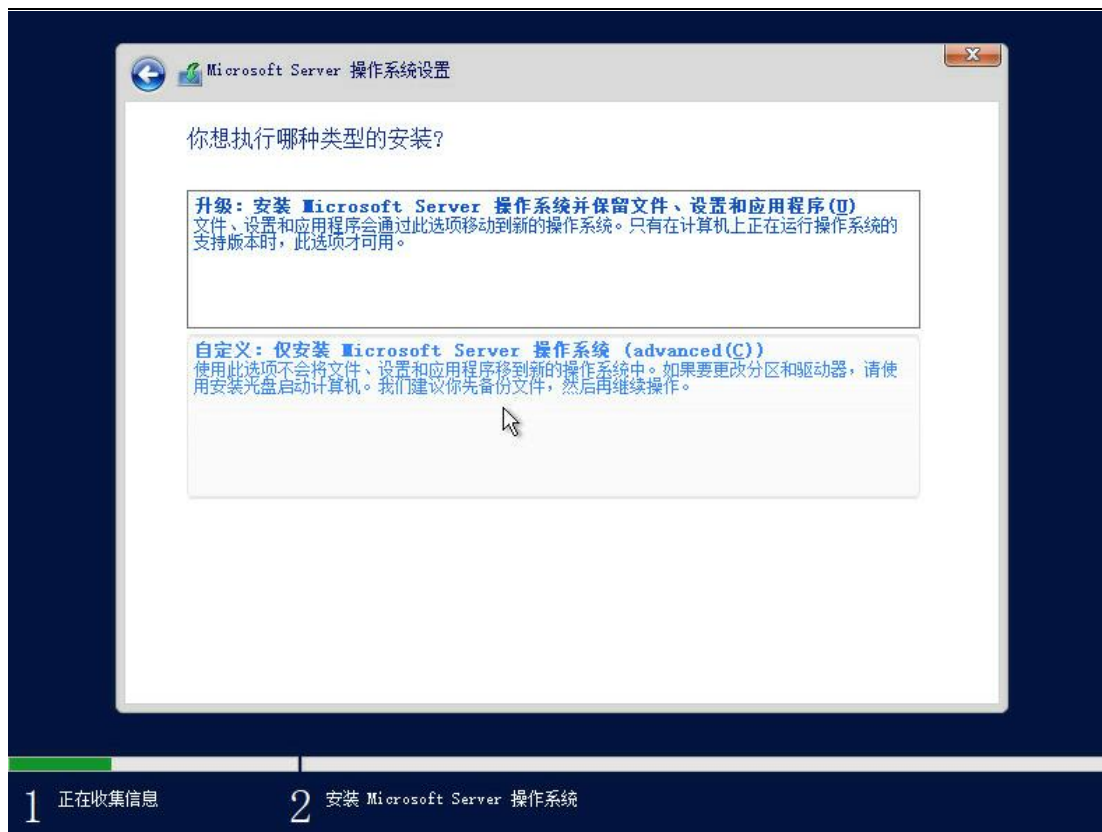 Microsoft Server 操作系统设置
你想执行哪种类型的安装?
升级: 安装 Microsoft Server 操作系统并保留文件、设置和应用程序(U)
文件、设置和应用程序会通过此选项移动到新的操作系统。只有在计算机上正在运行操作系统的
支持版本时，此选项才可用。
自定义: 仅安装 Microsoft Server 操作系统 (advanced(C))
使用此选项不会将文件、设置和应用程序移到新的操作系统中。如果要更改分区和驱动器，请使
用安装光盘启动计算机。我们建议你先备份文件，然后再继续操作。
1 正在收集信息
2 安装 Microsoft Server 操作系统